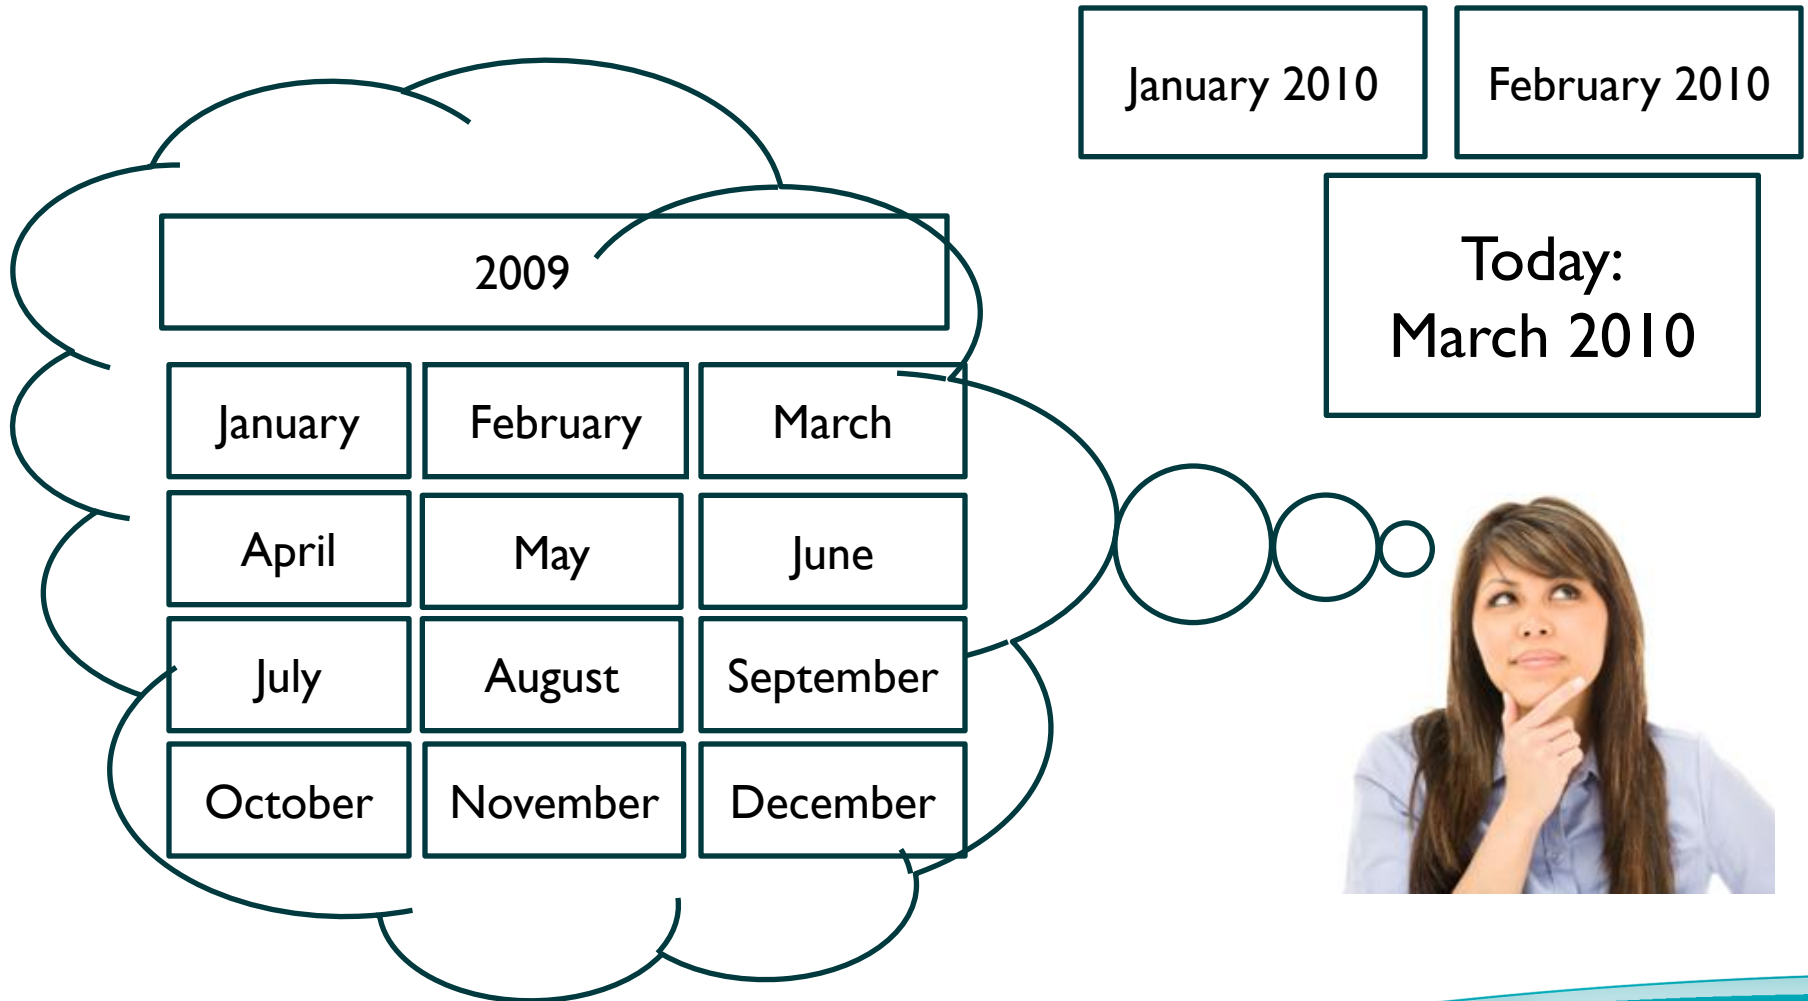 January 2010
February 2010
Today:
March 2010
2009
January
February
March
April
May
June
July
August
September
October
November
December